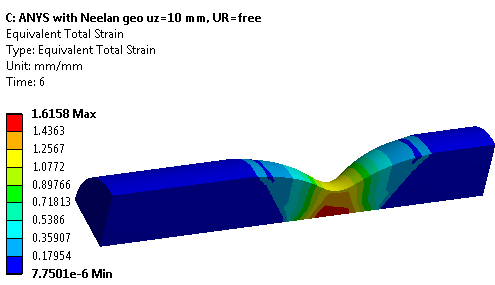 C: ANYS with Neelan geo uz=10 mm, UR=free
Equivalent Total Strain
Type: Equivalent Total Strain
Unit: mm/mm
Time: 6
1.6158 Max
1.4363
1.2567
1.0772
0.89766
0.71813
0.5386
0.35907
0.17954
7.7501e-6 Min